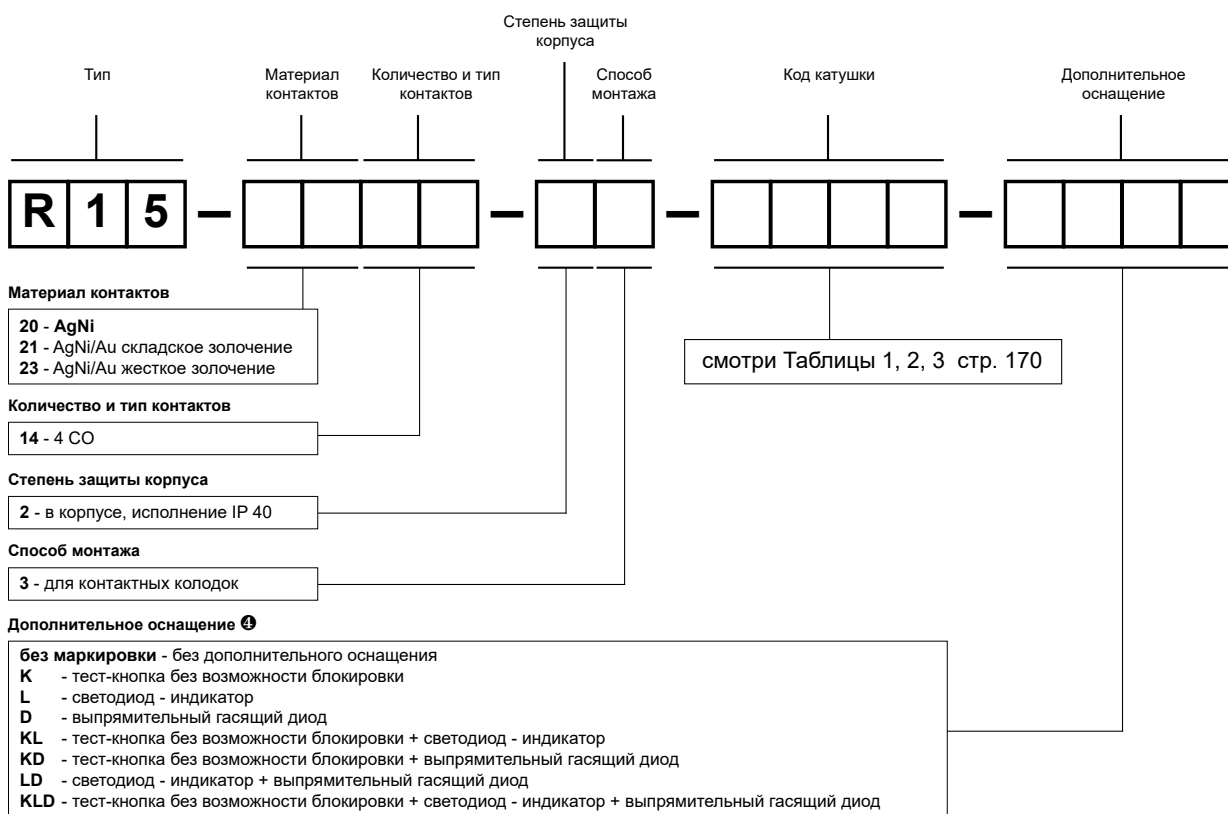 Степень защиты
корпуса
Тип
Материал
контактов
Количество и тип
контактов
Способ
монтажа
Код катушки
Дополнительное
оснащение
R 1 5 – – – –
Материал контактов
20 - AgNi
21 - AgNi/Au складское золочение
23 - AgNi/Au жесткое золочение
смотри Таблицы 1, 2, 3 стр. 170
Количество и тип контактов
14 - 4 CO
Степень защиты корпуса
2 - в корпусе, исполнение IP 40
Способ монтажа
3 - для контактных колодок
Дополнительное оснащение ❹
без маркировки - без дополнительного оснащения
K - тест-кнопка без возможности блокировки
L - светодиод - индикатор
D - выпрямительный гасящий диод
KL - тест-кнопка без возможности блокировки + светодиод - индикатор
KD - тест-кнопка без возможности блокировки + выпрямительный гасящий диод
LD - светодиод - индикатор + выпрямительный гасящий диод
KLD - тест-кнопка без возможности блокировки + светодиод - индикатор + выпрямительный гасящий диод